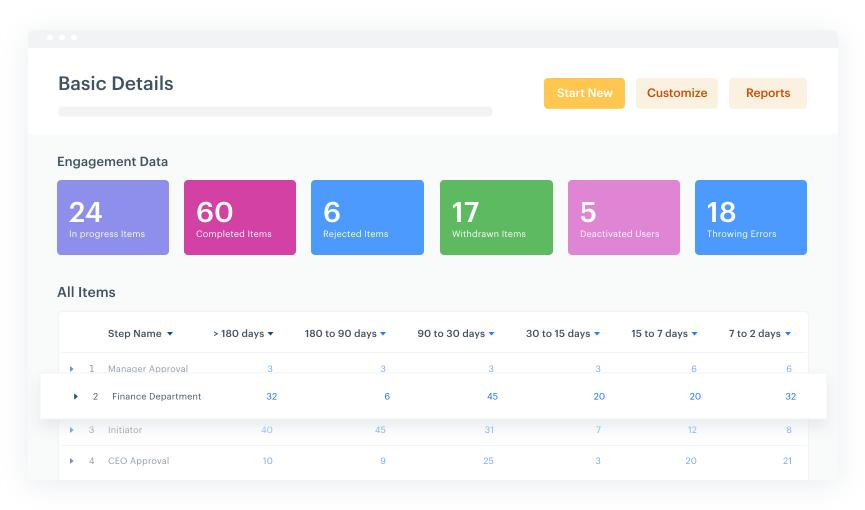 Basic Details
Start New Customize Reports
Engagement Data
24 60 6 17 5 18
In progress Items Completed Items Rejected Items Withdrawn Items Deactivated Users Throwing Errors
All Items
Step Name > 180 days 180 to 90 days 90 to 30 days 30 to 15 days 15 to 7 days 7 to 2 days
1 Manager Approval 3 3 3 3 6 6
2 Finance Department 32 6 45 20 20 32
3 Initiator 40 45 31 7 12 8
4 CEO Approval 10 9 25 3 20 21